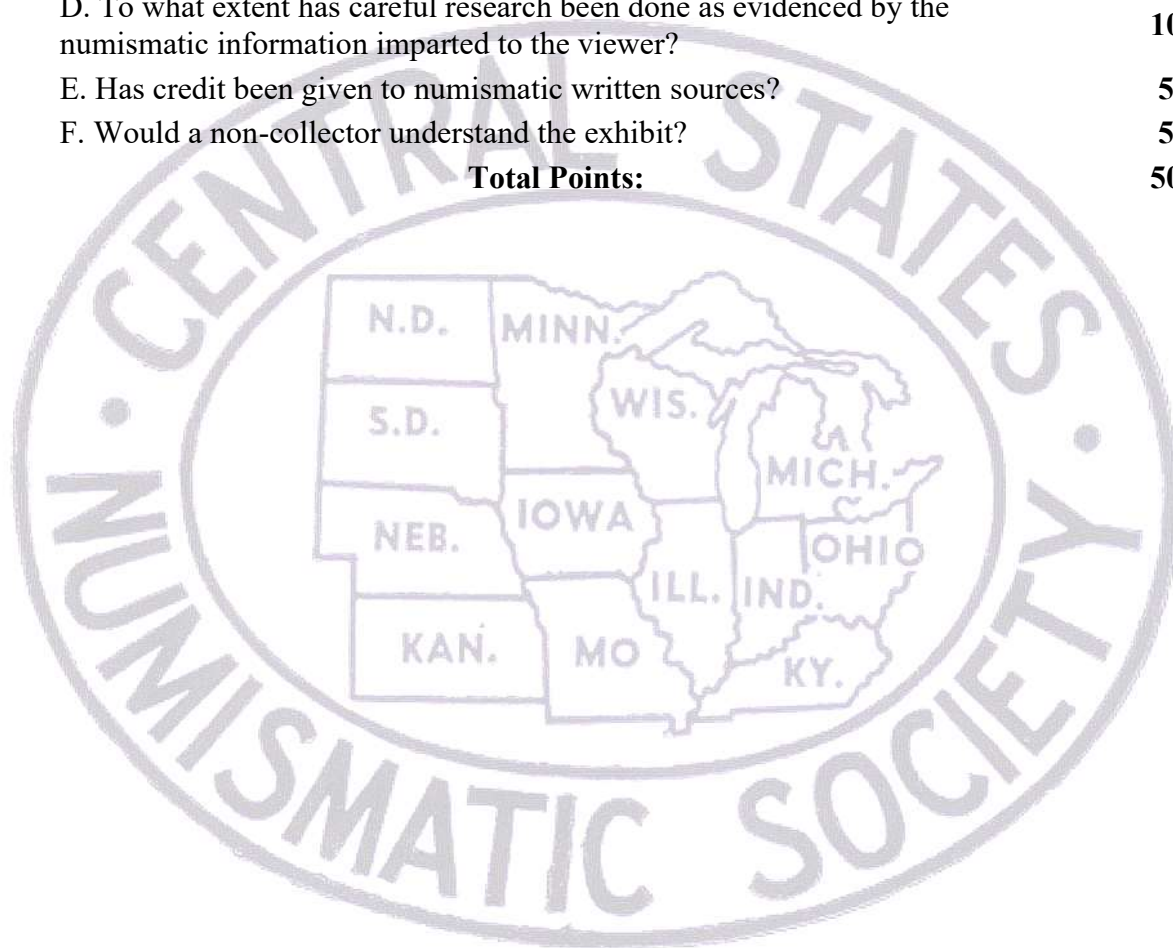 D. To what extent has careful research been done as evidenced by the
numismatic information imparted to the viewer? 10
E. Has credit been given to numismatic written sources? 5
F. Would a non-collector understand the exhibit? 5
Total Points: 50
CENTRAL STATES
N.D. MINN.
WIS.
S.D.
MICH.
IOWA
NEB.
OHIO
ILL. IND.
KAN. MO KY.
NUMISMATIC SOCIETY